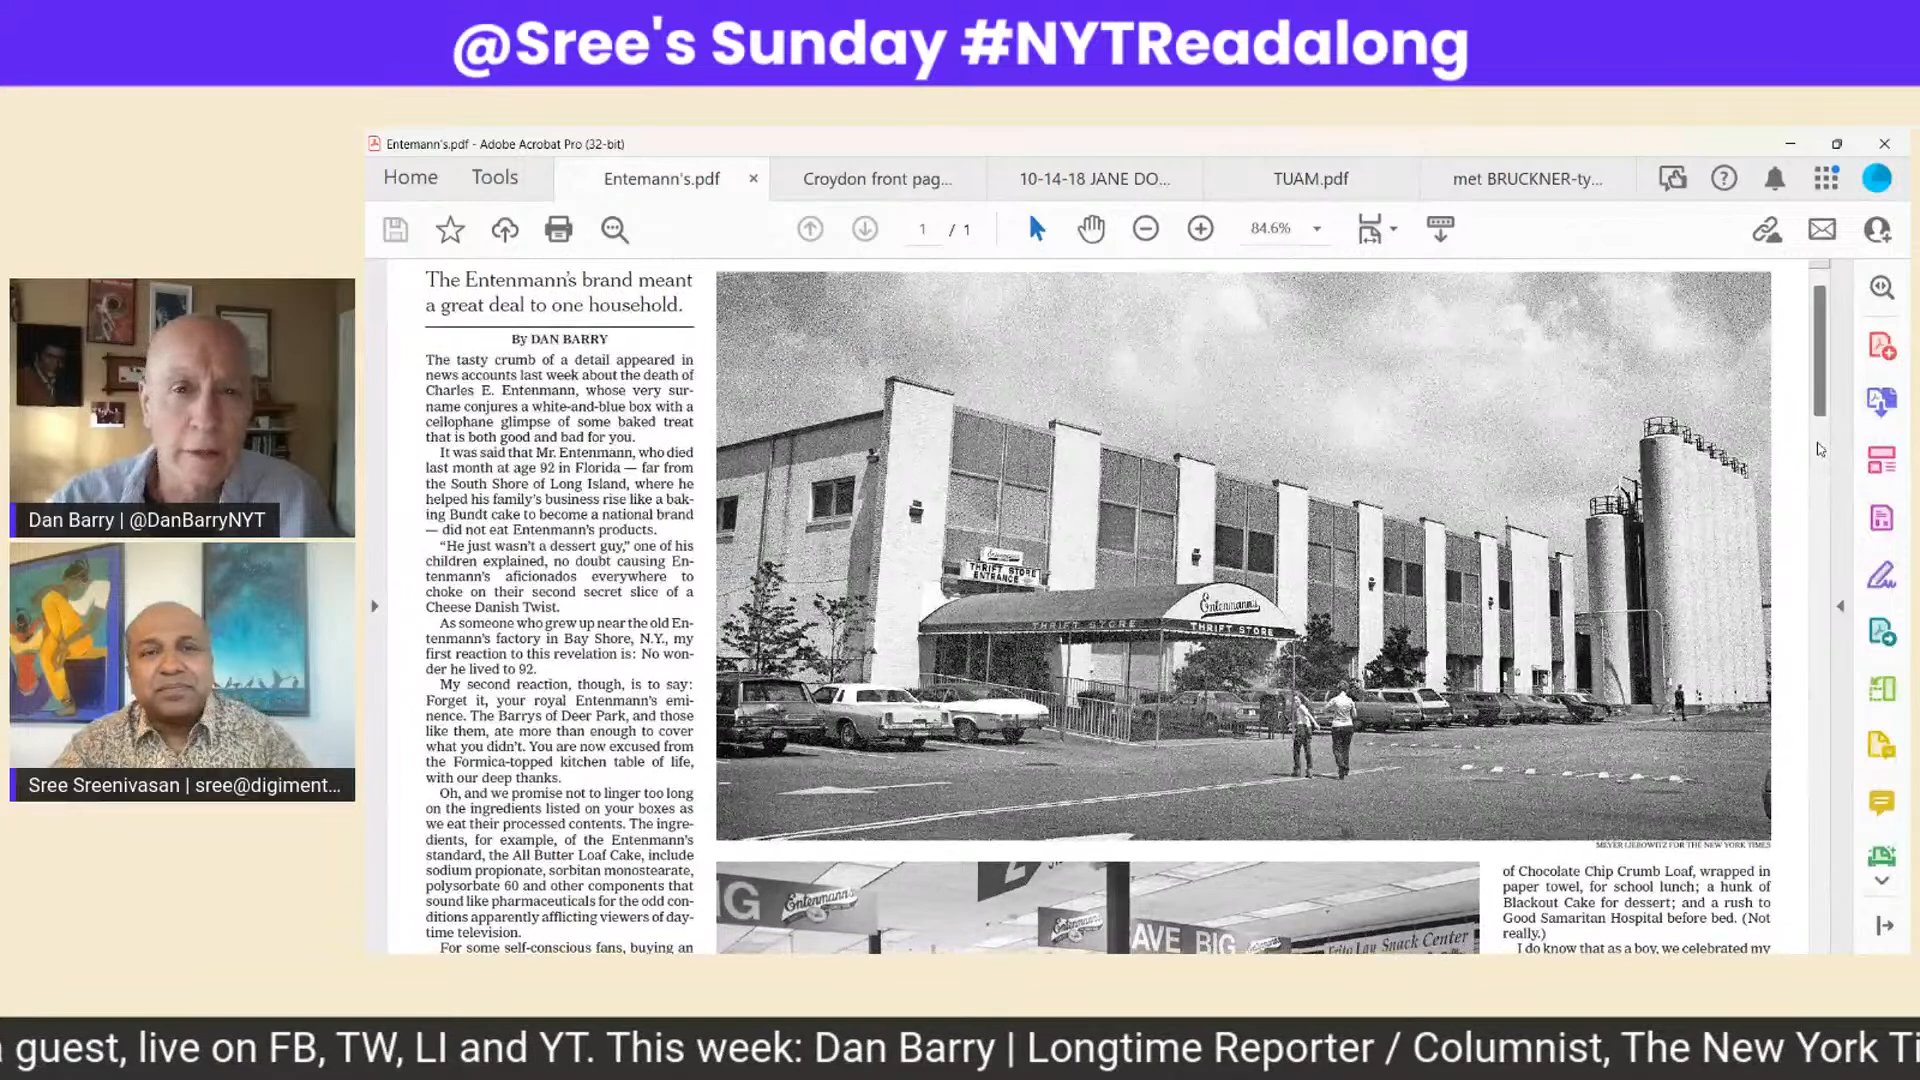 @Sree's Sunday #NYTReadalong
Entemann's.pdf - Adobe Acrobat Pro (32-bit)
Home
Tools
Entemann's.pdf
Croydon front pag...
10-14-18 JANE DO...
TUAM.pdf
met BRUCKNER-ty...
1 / 1
84.6%
The Entenmann's brand meant
a great deal to one household.
By DAN BARRY
The tasty crumb of a detail appeared in
news accounts last week about the death of
Charles E. Entenmann, whose very sur-
name conjures a white-and-blue box with a
cellophane glimpse of some baked treat
that is both good and bad for you.
It was said that Mr. Entenmann, who died
last month at age 92 in Florida — far from
the South Shore of Long Island, where he
helped his family's business rise like a bak-
ing Bundt cake to become a national brand
— did not eat Entenmann's products.
"He just wasn't a dessert guy," one of his
children explained, no doubt causing En-
tenmann's aficionados everywhere to
choke on their second secret slice of a
Cheese Danish Twist.
As someone who grew up near the old En-
tenmann's factory in Bay Shore, N.Y., my
first reaction to this revelation is: No won-
der he lived to 92.
My second reaction, though, is to say:
Forget it, your royal Entenmann's emi-
nence. The Barrys of Deer Park, and those
like them, ate more than enough to cover
what you didn't. You are now excused from
the Formica-topped kitchen table of life,
with our deep thanks.
Oh, and we promise not to linger too long
on the ingredients listed on your boxes as
we eat their processed contents. The ingre-
dients, for example, of the Entenmann's
standard, the All Butter Loaf Cake, include
sodium propionate, sorbitan monostearate,
polysorbate 60 and other components that
sound like pharmaceuticals for the odd con-
ditions apparently afflicting viewers of day-
time television.
For some self-conscious fans, buying an
Entenmann's
THRIFT STORE
ENTRANCE
Entenmann's
THRIFT STORE
THRIFT STORE
MEYER LIEBOWITZ FOR THE NEW YORK TIMES
IG
Entenmann's
Entenmann's
AVE BIG
Entenmann's
Frito Lay Snack Center
of Chocolate Chip Crumb Loaf, wrapped in
paper towel, for school lunch; a hunk of
Blackout Cake for dessert; and a rush to
Good Samaritan Hospital before bed. (Not
really.)
I do know that as a boy, we celebrated my
Dan Barry | @DanBarryNYT
Sree Sreenivasan | sree@digiment...
guest, live on FB, TW, LI and YT. This week: Dan Barry | Longtime Reporter / Columnist, The New York Ti